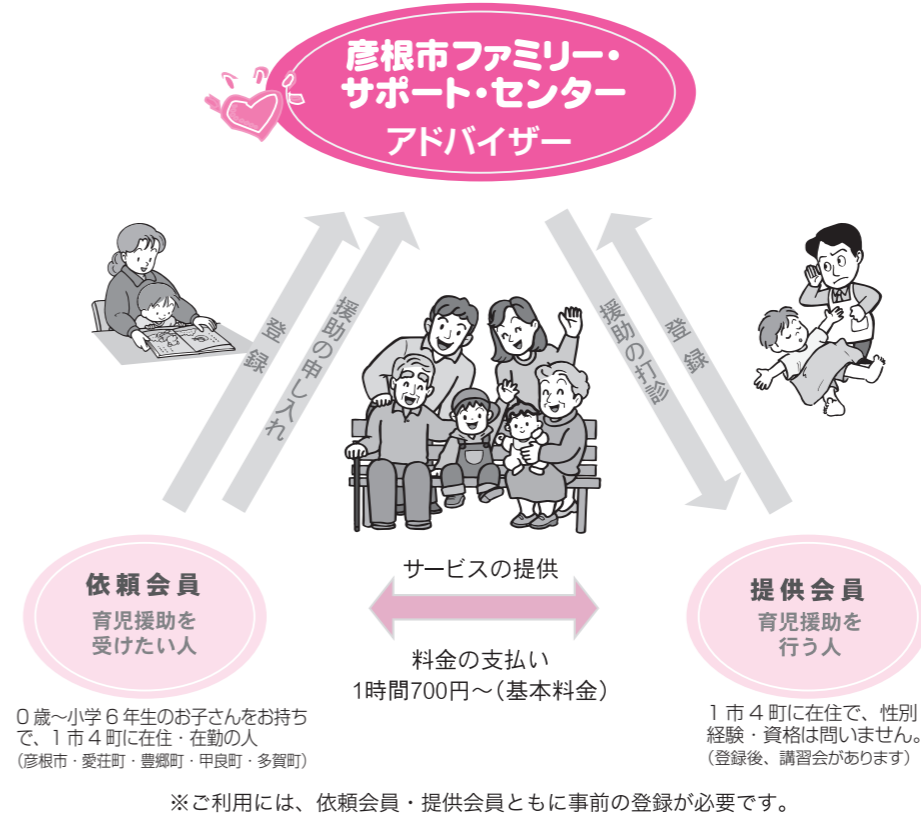 彦根市ファミリー・
サポート・センター
アドバイザー
登録
援助の申し入れ
援助の打診
登録
依頼会員
育児援助を
受けたい人
サービスの提供
料金の支払い
1時間700円~(基本料金)
提供会員
育児援助を
行う人
0歳~小学6年生のお子さんをお持ち
で、1市4町に在住・在勤の人
(彦根市・愛荘町・豊郷町・甲良町・多賀町)
1市4町に在住で、性別
経験・資格は問いません。
(登録後、講習会があります)
※ご利用には、依頼会員・提供会員ともに事前の登録が必要です。